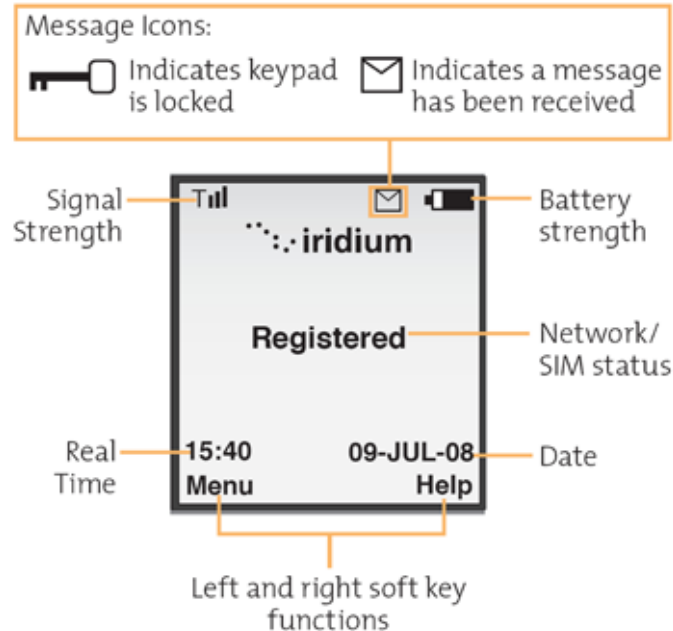 Message Icons:
Indicates keypad
is locked
Indicates a message
has been received
Signal
Strength
T
Battery
strength
iridium
Registered
Network/
SIM status
Real
Time
15:40
09-JUL-08
Date
Menu
Help
Left and right soft key
functions